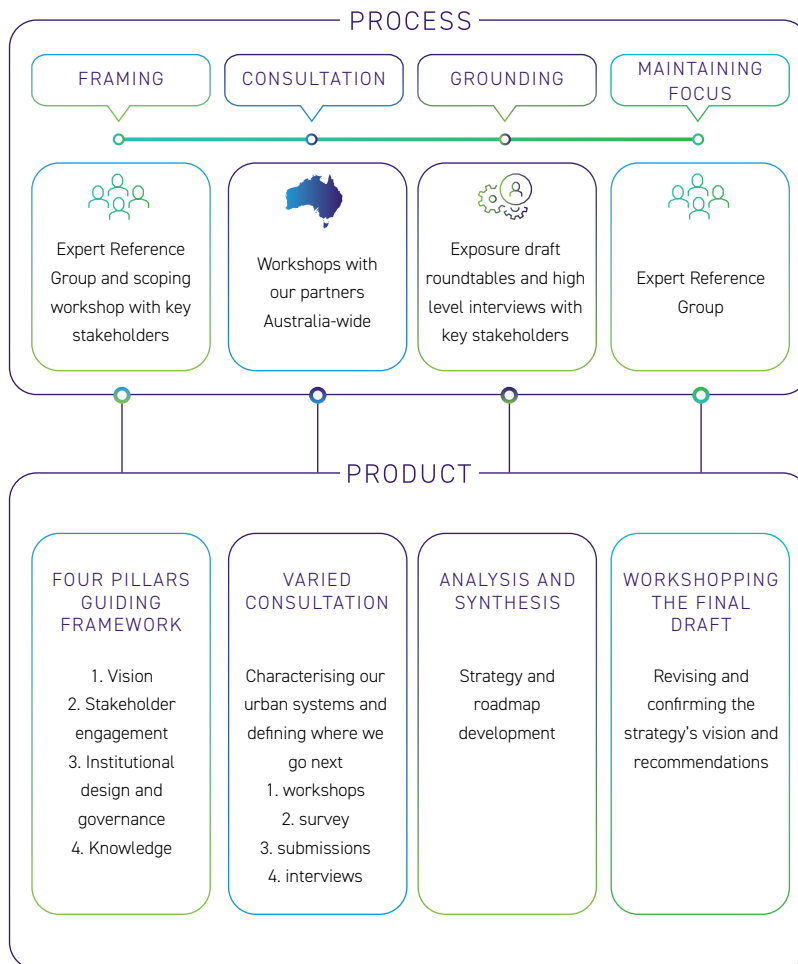 PROCESS
FRAMING
CONSULTATION
GROUNDING
MAINTAINING
FOCUS
Expert Reference
Group and scoping
workshop with key
stakeholders
Workshops with
our partners
Australia-wide
Exposure draft
roundtables and high
level interviews with
key stakeholders
Expert Reference
Group
PRODUCT
FOUR PILLARS
GUIDING
FRAMEWORK
1. Vision
2. Stakeholder
engagement
3. Institutional
design and
governance
4. Knowledge
VARIED
CONSULTATION
Characterising our
urban systems and
defining where we
go next
1. workshops
2. survey
3. submissions
4. interviews
ANALYSIS AND
SYNTHESIS
Strategy and
roadmap
development
WORKSHOPPING
THE FINAL
DRAFT
Revising and
confirming the
strategy's vision and
recommendations